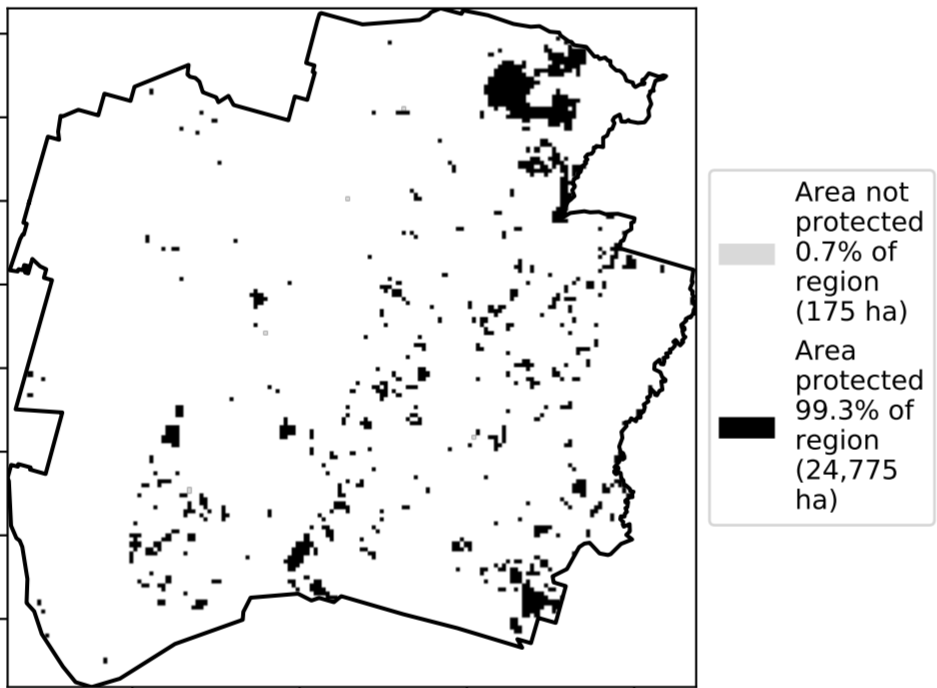 Area not
protected
0.7% of
region
(175 ha)
Area
protected
99.3% of
region
(24,775
ha)